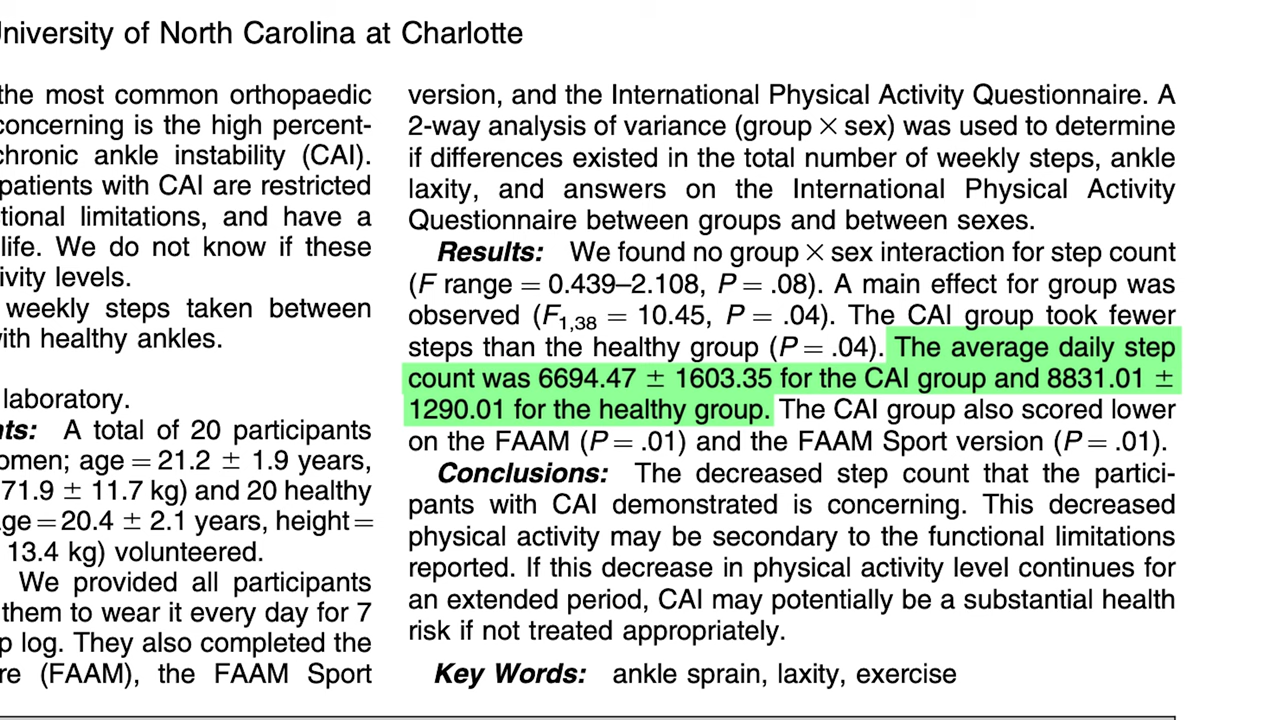 University of North Carolina at Charlotte
the most common orthopaedic
concerning is the high percent-
chronic ankle instability (CAI).
patients with CAI are restricted
tional limitations, and have a
life. We do not know if these
ivity levels.
weekly steps taken between
with healthy ankles.
laboratory.
nts: A total of 20 participants
omen; age = 21.2 ± 1.9 years,
71.9 ± 11.7 kg) and 20 healthy
age = 20.4 ± 2.1 years, height =
13.4 kg) volunteered.
We provided all participants
them to wear it every day for 7
p log. They also completed the
re (FAAM), the FAAM Sport
version, and the International Physical Activity Questionnaire. A
2-way analysis of variance (group × sex) was used to determine
if differences existed in the total number of weekly steps, ankle
laxity, and answers on the International Physical Activity
Questionnaire between groups and between sexes.
Results: We found no group × sex interaction for step count
(F range = 0.439–2.108, P = .08). A main effect for group was
observed (F1,38 = 10.45, P = .04). The CAI group took fewer
steps than the healthy group (P = .04). The average daily step
count was 6694.47 ± 1603.35 for the CAI group and 8831.01 ±
1290.01 for the healthy group. The CAI group also scored lower
on the FAAM (P = .01) and the FAAM Sport version (P = .01).
Conclusions: The decreased step count that the partici-
pants with CAI demonstrated is concerning. This decreased
physical activity may be secondary to the functional limitations
reported. If this decrease in physical activity level continues for
an extended period, CAI may potentially be a substantial health
risk if not treated appropriately.
Key Words: ankle sprain, laxity, exercise